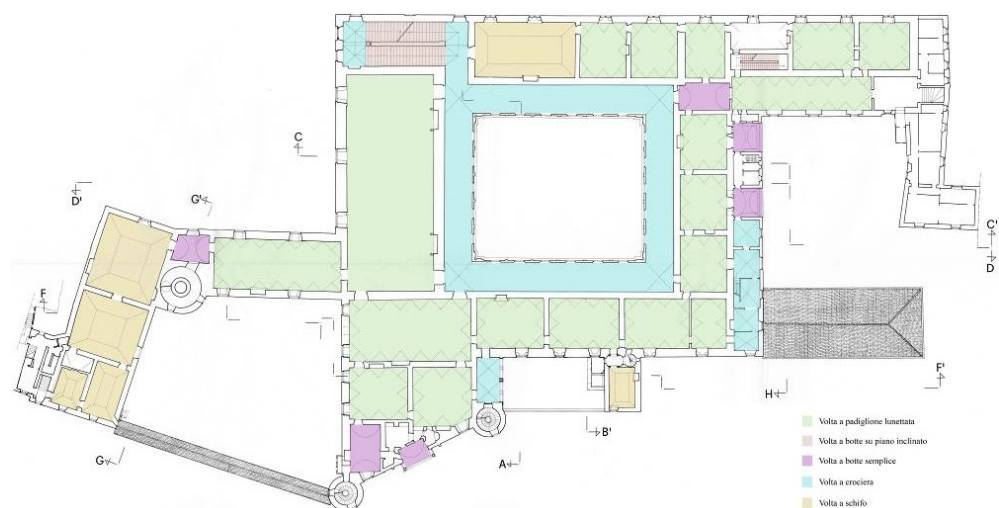 C
D'
G'
F
C'
D
F'
H
B'
A
G
Volta a padiglione lunettata
Volta a botte su piano inclinato
Volta a botte semplice
Volta a crociera
Volta a schifo